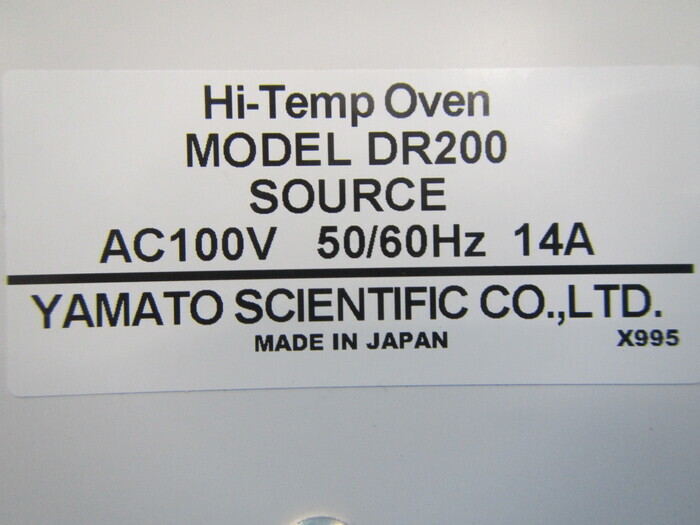 Hi-Temp Oven
MODEL DR200
SOURCE
AC100V 50/60Hz 14A
YAMATO SCIENTIFIC CO.,LTD.
MADE IN JAPAN X995